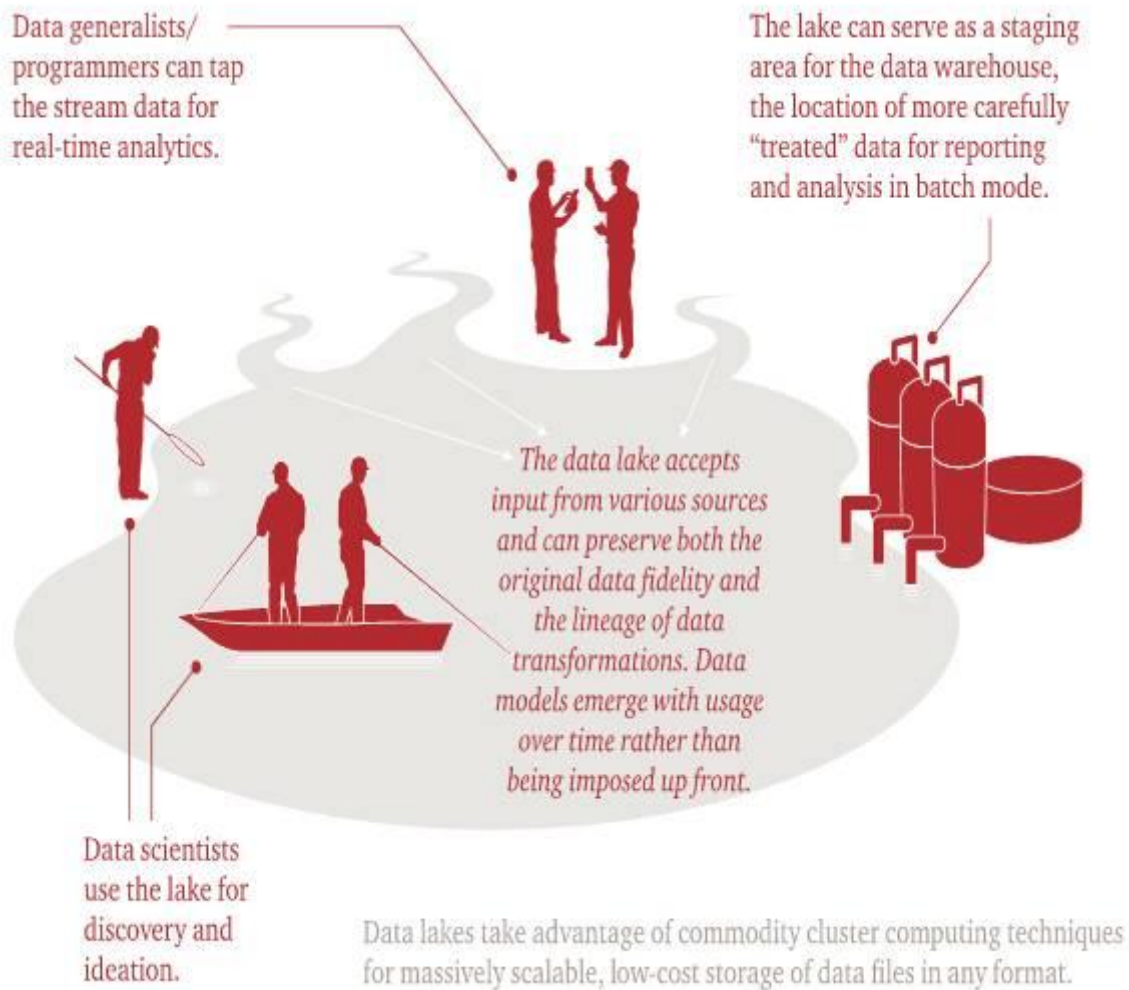 Data generalists/
programmers can tap
the stream data for
real-time analytics.
The lake can serve as a staging
area for the data warehouse,
the location of more carefully
“treated” data for reporting
and analysis in batch mode.
The data lake accepts
input from various sources
and can preserve both the
original data fidelity and
the lineage of data
transformations. Data
models emerge with usage
over time rather than
being imposed up front.
Data scientists
use the lake for
discovery and
ideation.
Data lakes take advantage of commodity cluster computing techniques
for massively scalable, low-cost storage of data files in any format.